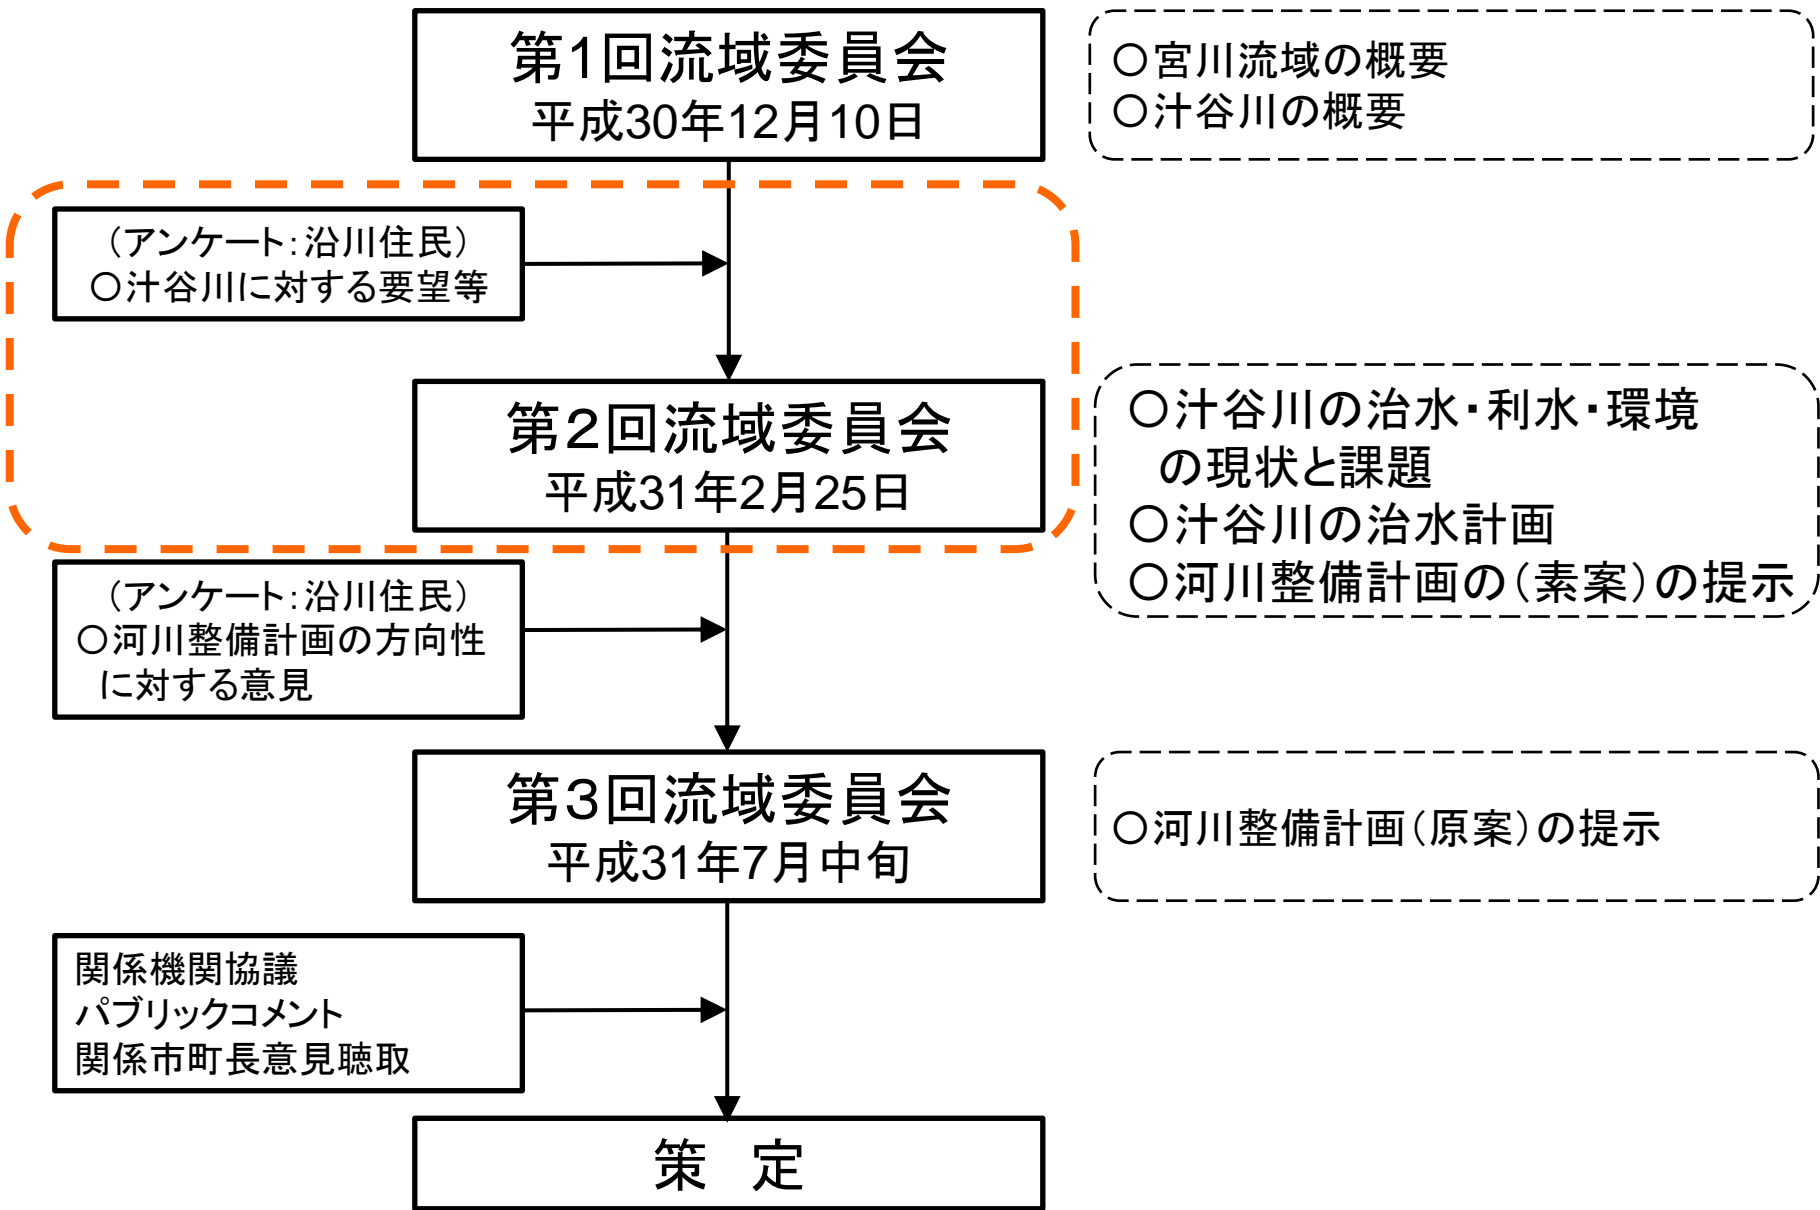 第1回流域委員会
平成30年12月10日
○宮川流域の概要
○汁谷川の概要
（アンケート：沿川住民）
○汁谷川に対する要望等
第2回流域委員会
平成31年2月25日
○汁谷川の治水・利水・環境
の現状と課題
○汁谷川の治水計画
○河川整備計画の（素案）の提示
（アンケート：沿川住民）
○河川整備計画の方向性
に対する意見
第3回流域委員会
平成31年7月中旬
○河川整備計画（原案）の提示
関係機関協議
パブリックコメント
関係市町長意見聴取
策 定